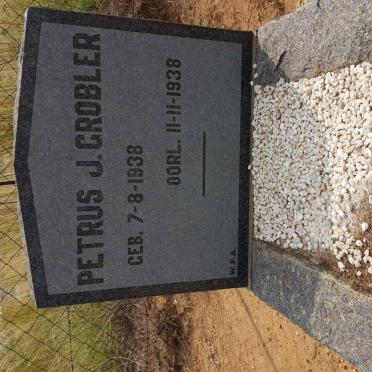 PETRUS J. GROBLER
GEB. 7-8-1938
OORL. 11-11-1938
W.P.A.